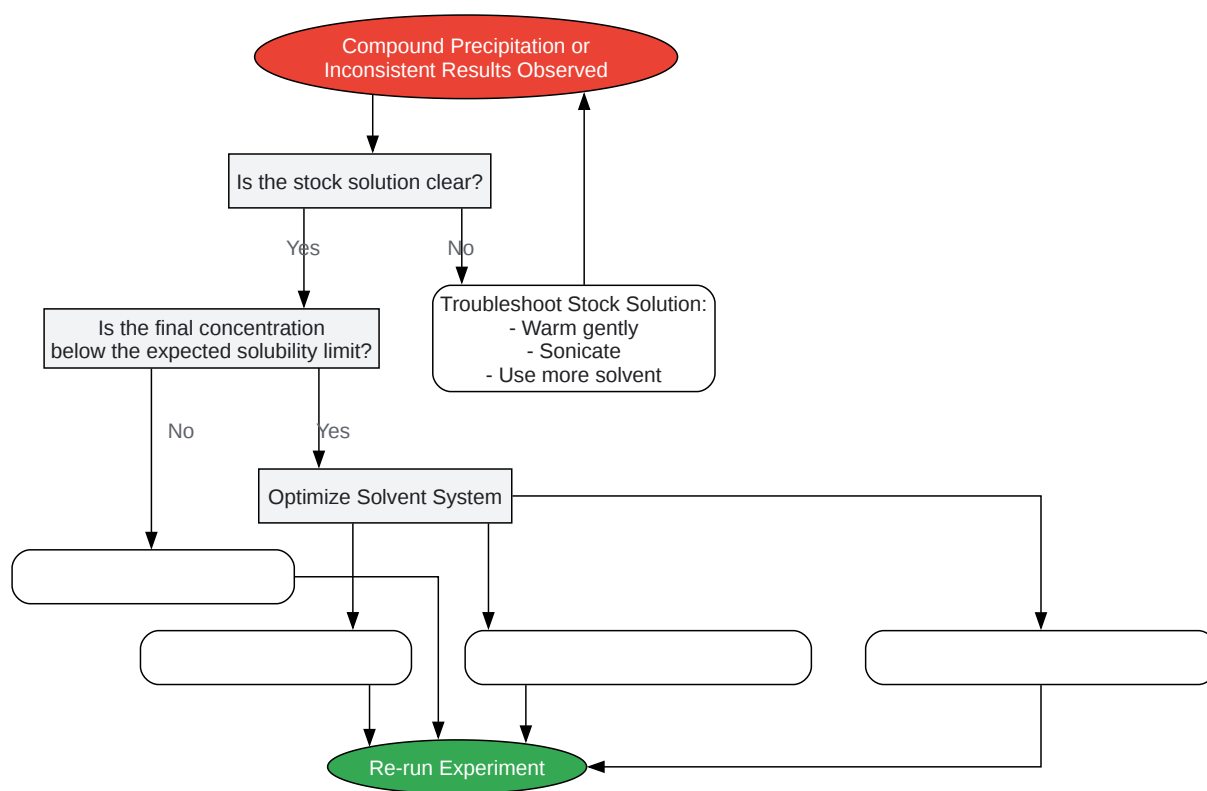 Compound Precipitation or
Inconsistent Results Observed
Is the stock solution clear?
Yes
No
Troubleshoot Stock Solution:
- Warm gently
- Sonicate
- Use more solvent
Is the final concentration
below the expected solubility limit?
No
Yes
Optimize Solvent System
Re-run Experiment